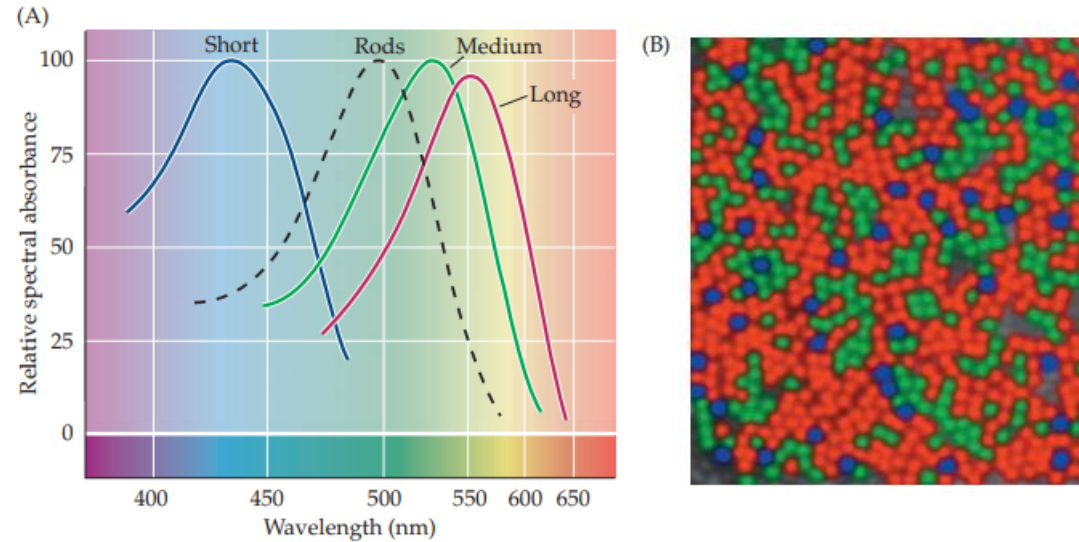 (A)
Short
Rods
Medium
Long
100
75
50
25
0
Relative spectral absorbance
400 450 500 550 600 650
Wavelength (nm)
(B)